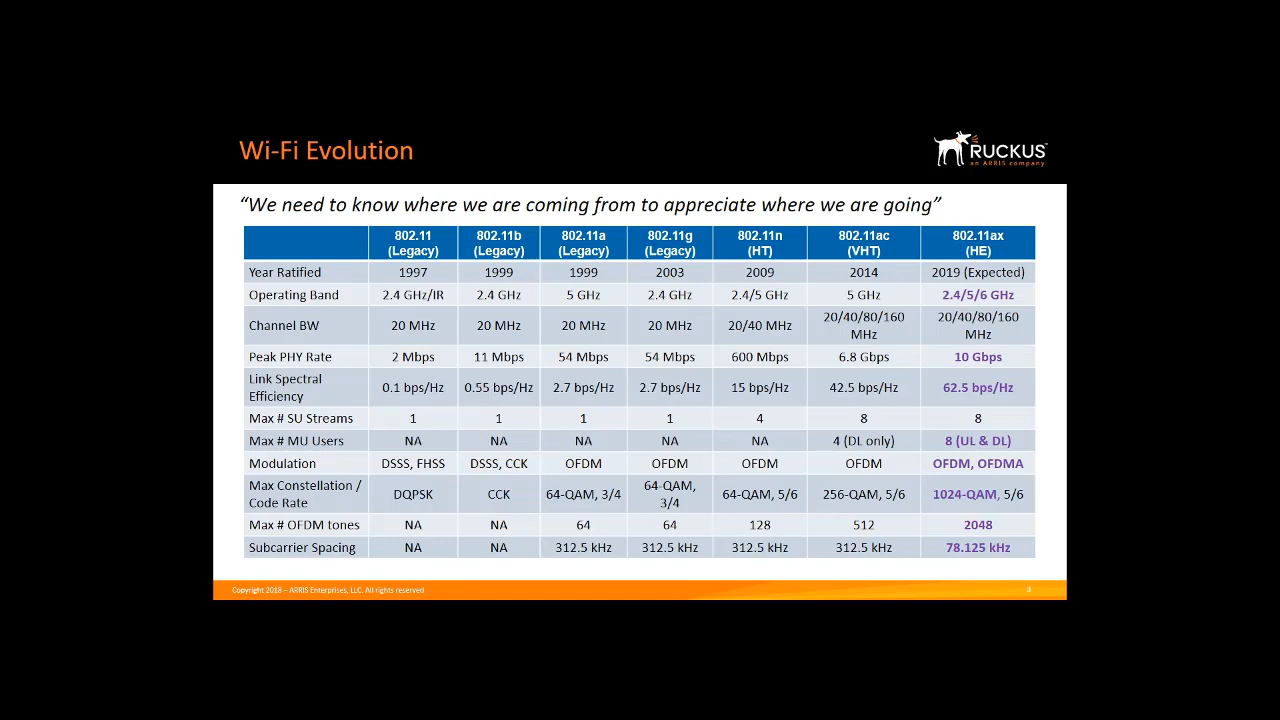 Wi-Fi Evolution
RUCKUS
an ARRIS company
“We need to know where we are coming from to appreciate where we are going”
802.11 (Legacy) 802.11b (Legacy) 802.11a (Legacy) 802.11g (Legacy) 802.11n (HT) 802.11ac (VHT) 802.11ax (HE)
Year Ratified 1997 1999 1999 2003 2009 2014 2019 (Expected)
Operating Band 2.4 GHz/IR 2.4 GHz 5 GHz 2.4 GHz 2.4/5 GHz 5 GHz 2.4/5/6 GHz
Channel BW 20 MHz 20 MHz 20 MHz 20 MHz 20/40 MHz 20/40/80/160 MHz 20/40/80/160 MHz
Peak PHY Rate 2 Mbps 11 Mbps 54 Mbps 54 Mbps 600 Mbps 6.8 Gbps 10 Gbps
Link Spectral Efficiency 0.1 bps/Hz 0.55 bps/Hz 2.7 bps/Hz 2.7 bps/Hz 15 bps/Hz 42.5 bps/Hz 62.5 bps/Hz
Max # SU Streams 1 1 1 1 4 8 8
Max # MU Users NA NA NA NA NA 4 (DL only) 8 (UL & DL)
Modulation DSSS, FHSS DSSS, CCK OFDM OFDM OFDM OFDM OFDM, OFDMA
Max Constellation / Code Rate DQPSK CCK 64-QAM, 3/4 64-QAM, 3/4 64-QAM, 5/6 256-QAM, 5/6 1024-QAM, 5/6
Max # OFDM tones NA NA 64 64 128 512 2048
Subcarrier Spacing NA NA 312.5 kHz 312.5 kHz 312.5 kHz 312.5 kHz 78.125 kHz
Copyright 2018 – ARRIS Enterprises, LLC. All rights reserved
3